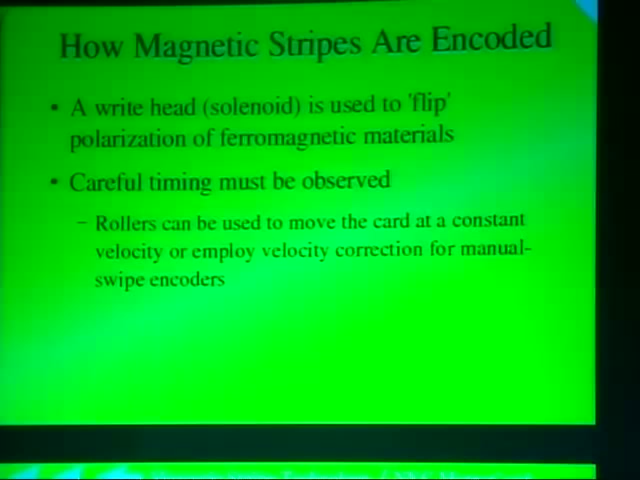 How Magnetic Stripes Are Encoded
• A write head (solenoid) is used to 'flip'
polarization of ferromagnetic materials
• Careful timing must be observed
– Rollers can be used to move the card at a constant
velocity or employ velocity correction for manual-
swipe encoders